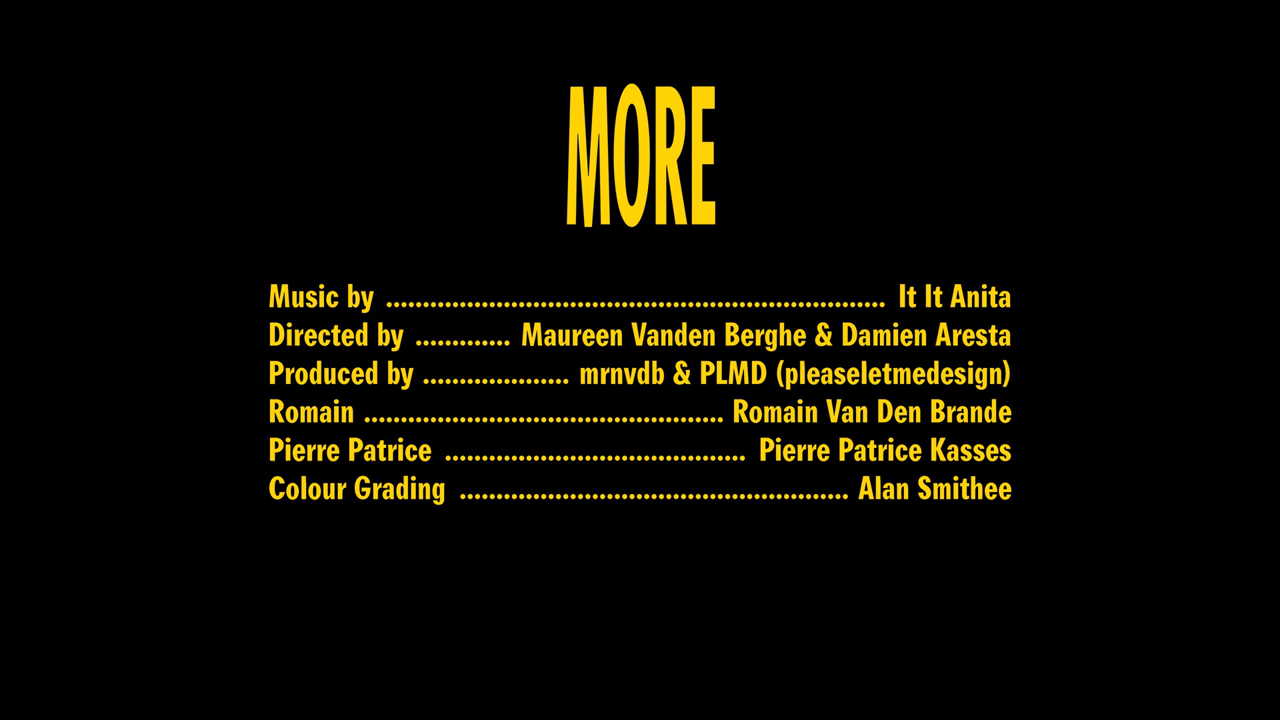 MORE
Music by ................................................................... It It Anita
Directed by ............. Maureen Vanden Berghe & Damien Aresta
Produced by .................... mrnvdb & PLMD (pleaseletmedesign)
Romain ................................................ Romain Van Den Brande
Pierre Patrice ......................................... Pierre Patrice Kasses
Colour Grading .................................................... Alan Smithee